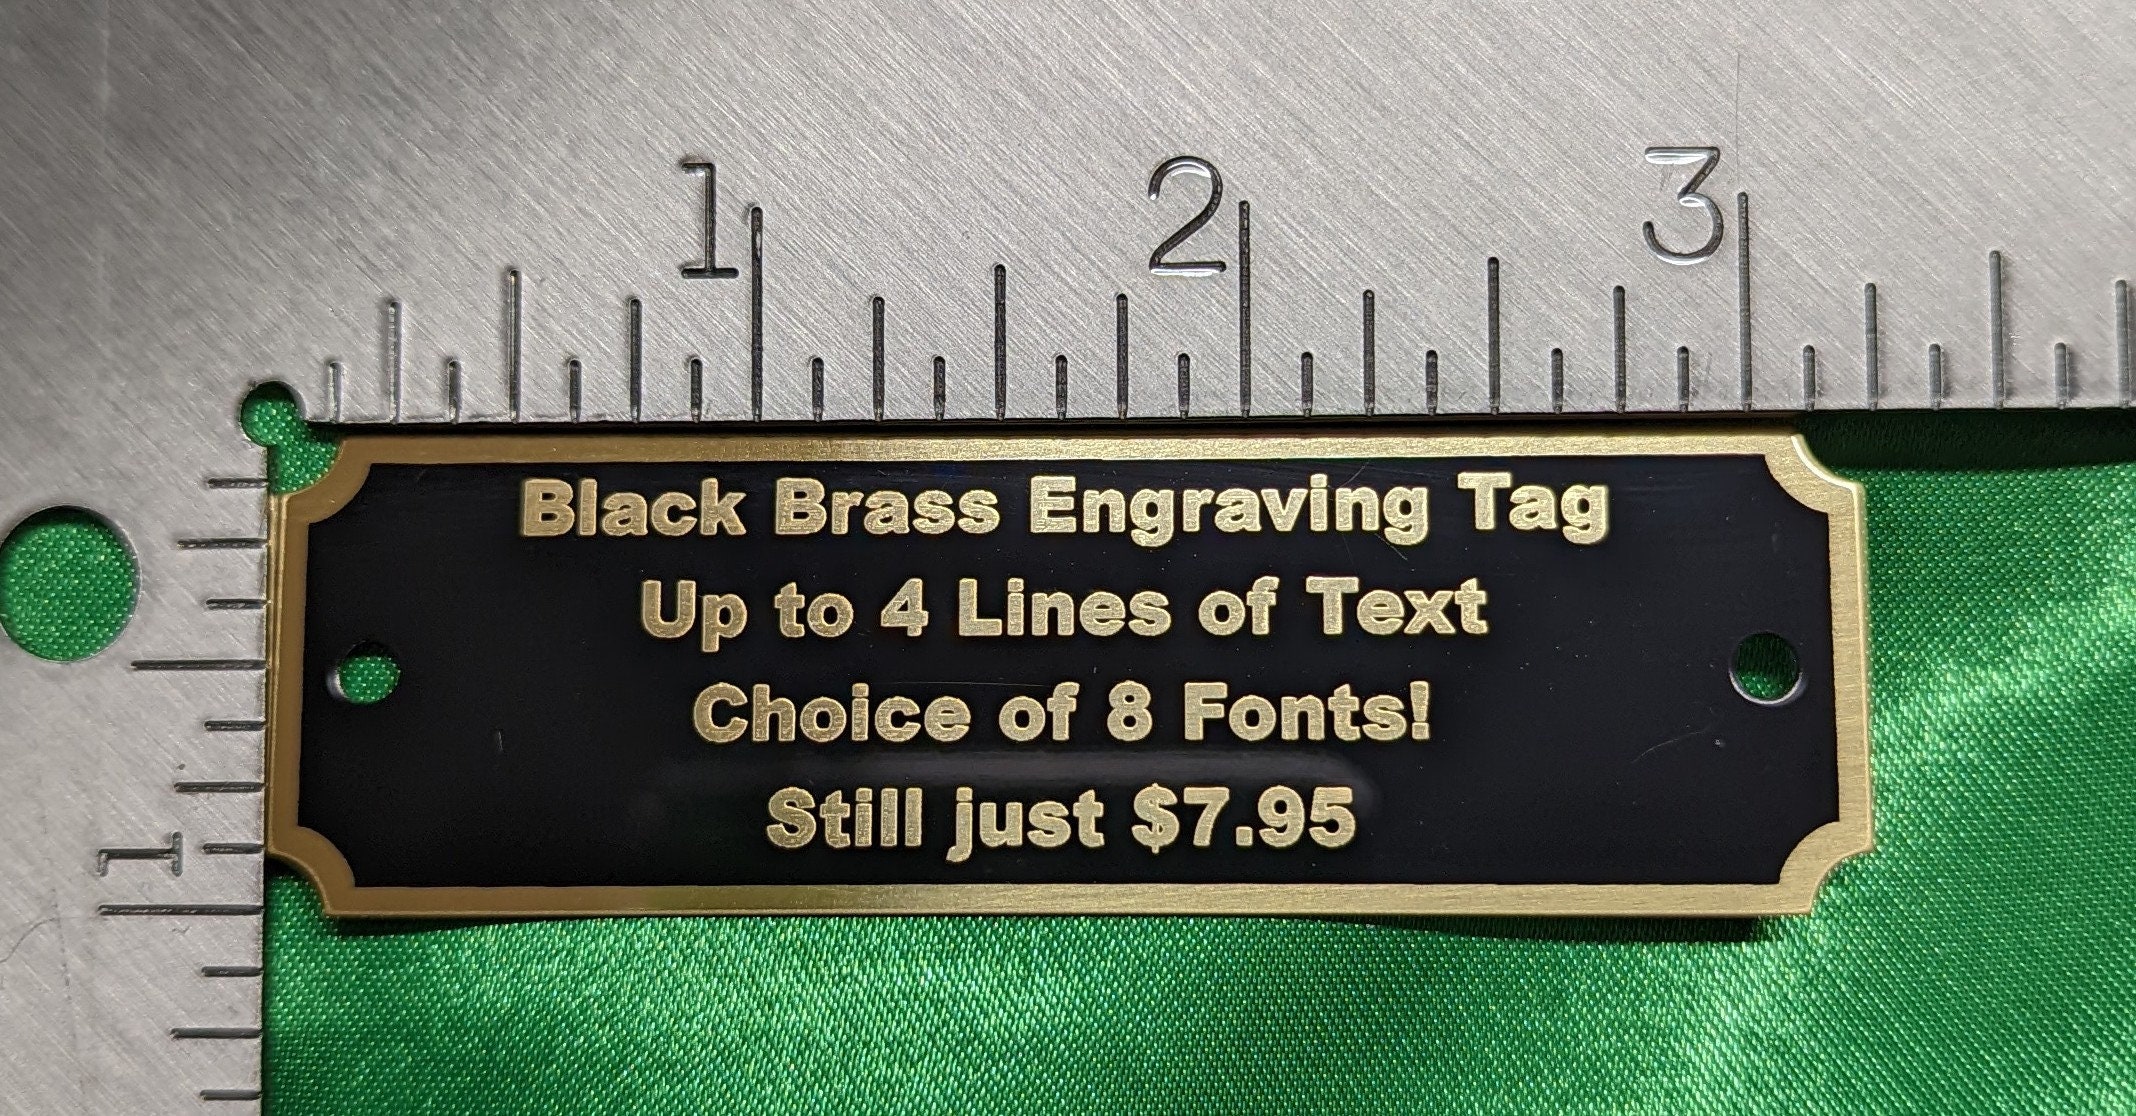 1 2 3
Black Brass Engraving Tag
Up to 4 Lines of Text
Choice of 8 Fonts!
Still just $7.95
1